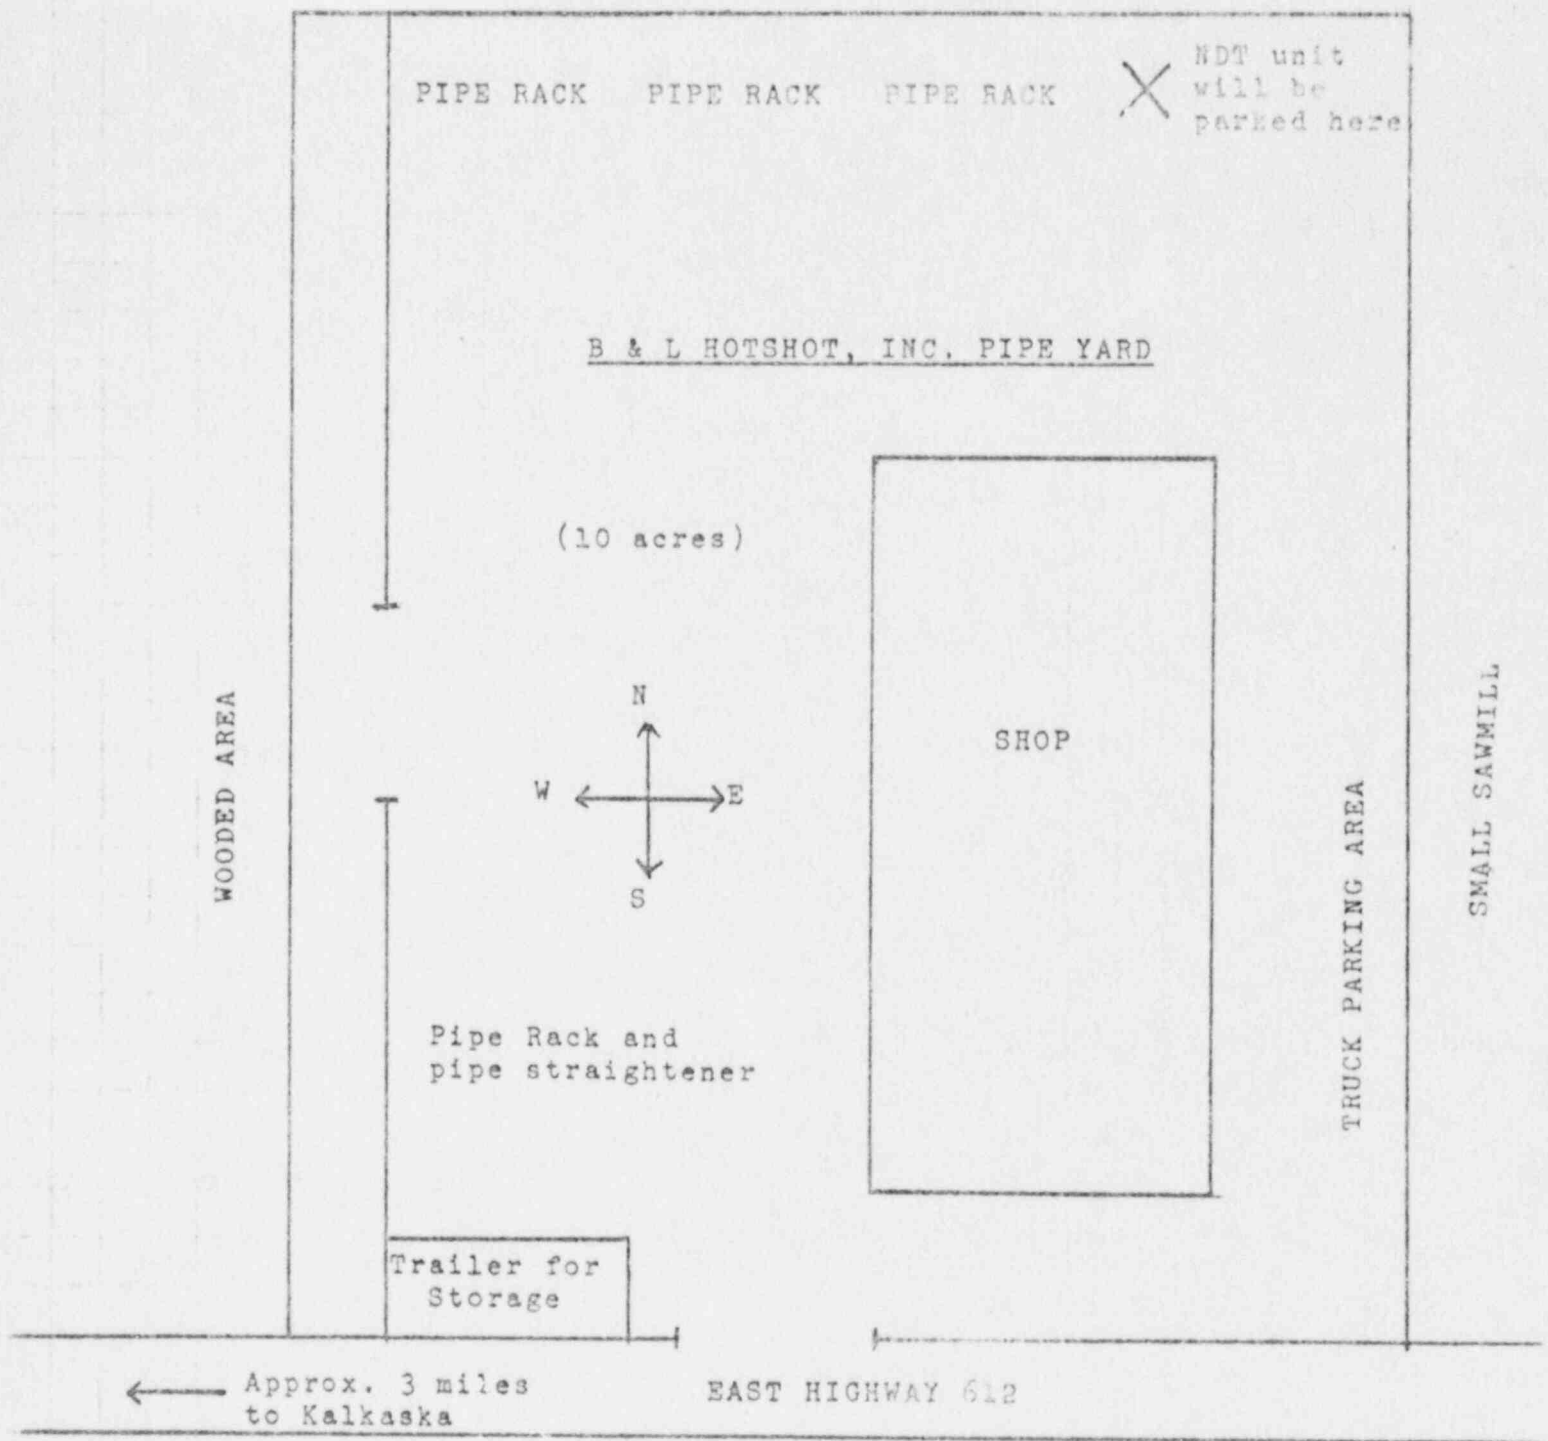 PIPE RACK PIPE RACK PIPE RACK
NDT unit
will be
parked here
B & L HOTSHOT, INC. PIPE YARD
(10 acres)
N
W E
S
SHOP
WOODED AREA
TRUCK PARKING AREA
SMALL SAWMILL
Pipe Rack and
pipe straightener
Trailer for
Storage
Approx. 3 miles
to Kalkaska
EAST HIGHWAY 612